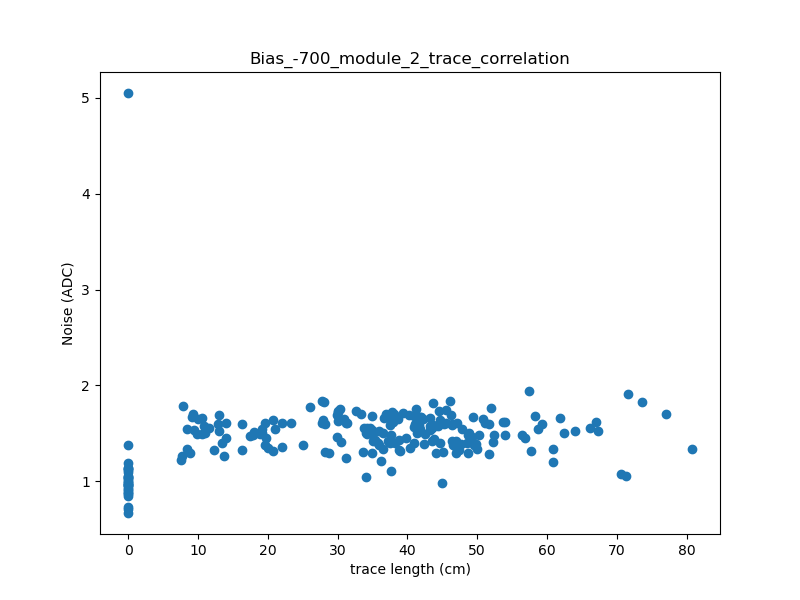 Bias_-700_module_2_trace_correlation
5
4
3
2
1
Noise (ADC)
0 10 20 30 40 50 60 70 80
trace length (cm)